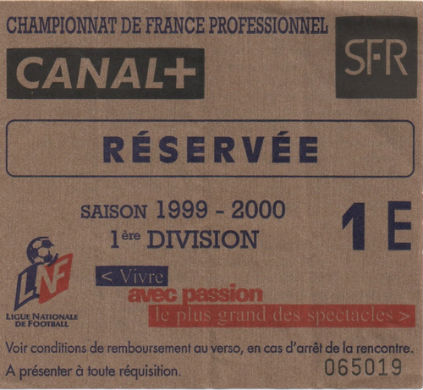 CHAMPIONNAT DE FRANCE PROFESSIONNEL
CANAL+
SFR
RÉSERVÉE
SAISON 1999 - 2000
1ère DIVISION
1 E
LNF
LIGUE NATIONALE
DE FOOTBALL
< Vivre
avec passion
le plus grand des spectacles >
Voir conditions de remboursement au verso, en cas d'arrêt de la rencontre.
A présenter à toute réquisition.
065019